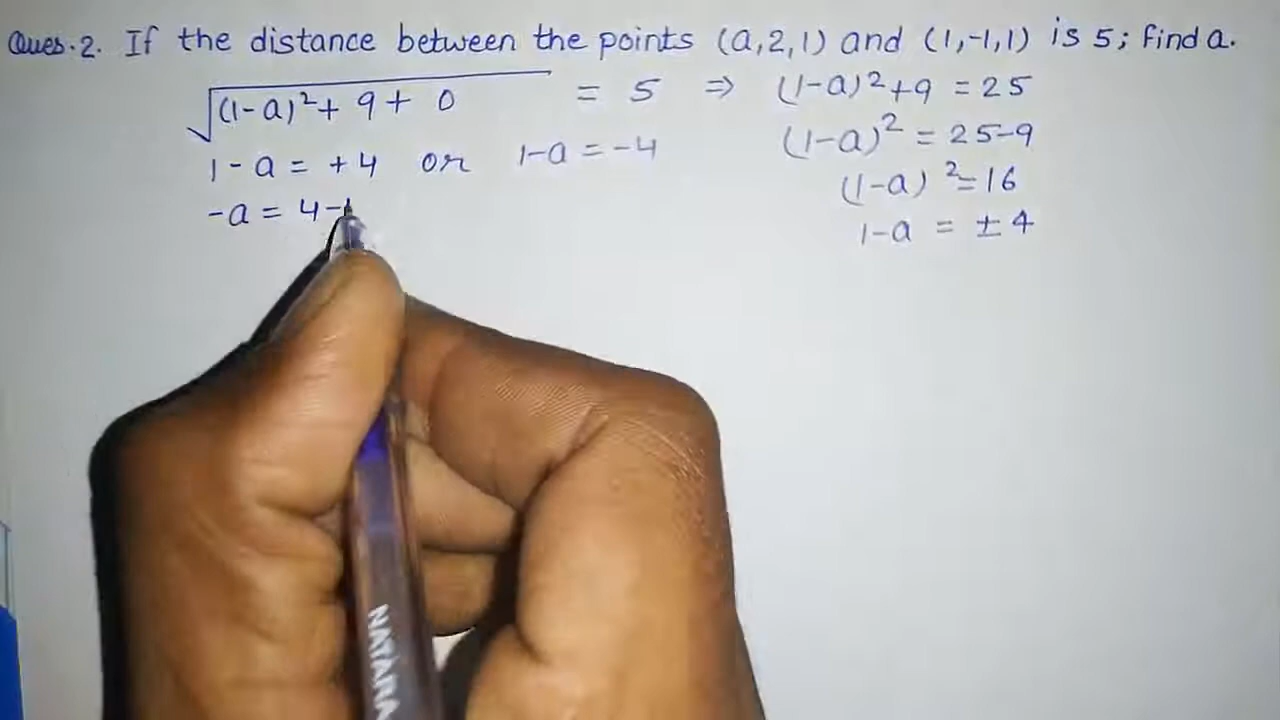 Ques.2. If the distance between the points (a,2,1) and (1,-1,1) is 5; find a.
√(1-a)²+ 9+ 0 = 5 ⇒ (1-a)²+9 = 25
(1-a)² = 25-9
1-a = +4 or 1-a = -4
(1-a)² = 16
-a = 4-1
1-a = ±4
NATARA